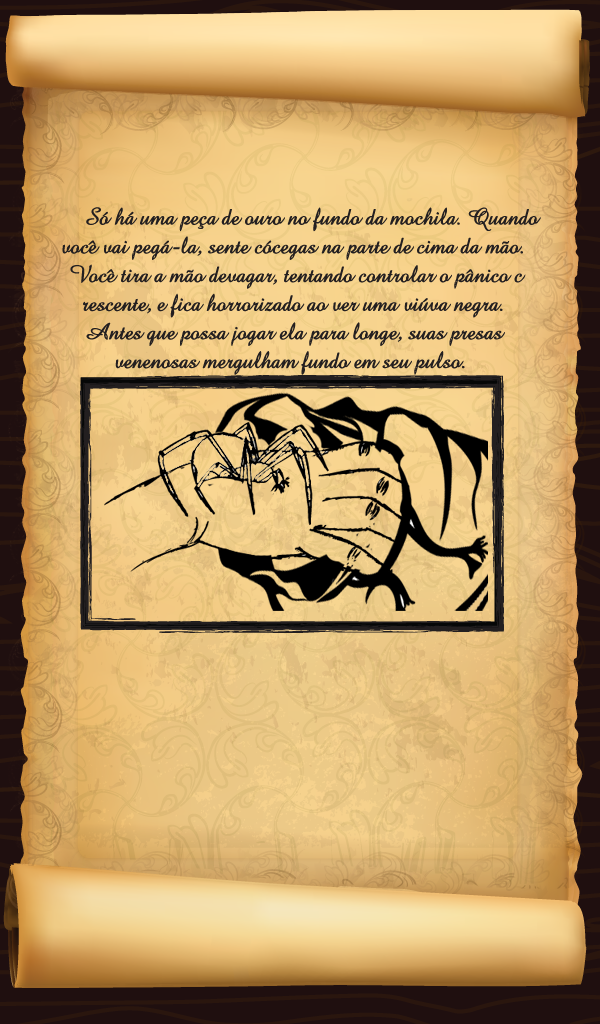 Só há uma peça de ouro no fundo da mochila. Quando
você vai pegá-la, sente cócegas na parte de cima da mão.
Você tira a mão devagar, tentando controlar o pânico c
rescente, e fica horrorizado ao ver uma viúva negra.
Antes que possa jogar ela para longe, suas presas
venenosas mergulham fundo em seu pulso.